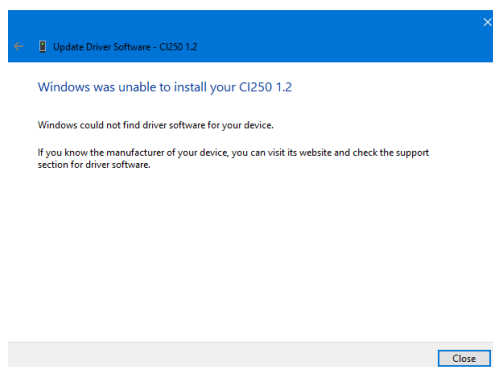 Update Driver Software - CI250 1.2
Windows was unable to install your CI250 1.2
Windows could not find driver software for your device.
If you know the manufacturer of your device, you can visit its website and check the support
section for driver software.
Close